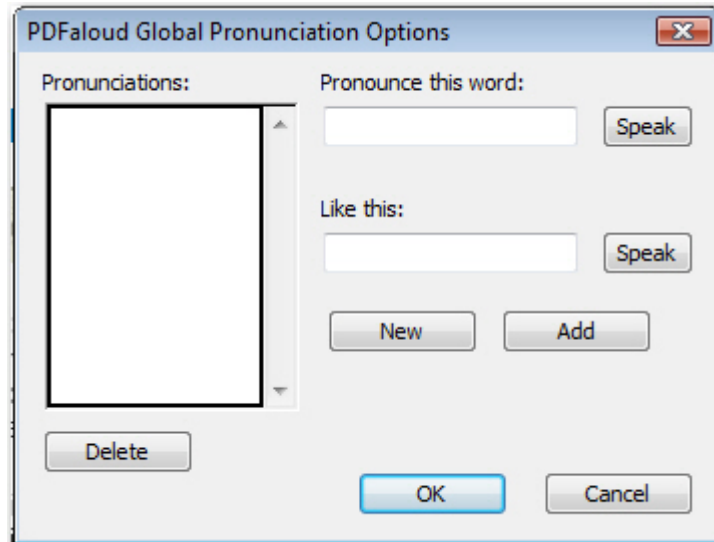 PDFaloud Global Pronunciation Options
Pronunciations:
Pronounce this word:
Speak
Like this:
Speak
New
Add
Delete
OK
Cancel